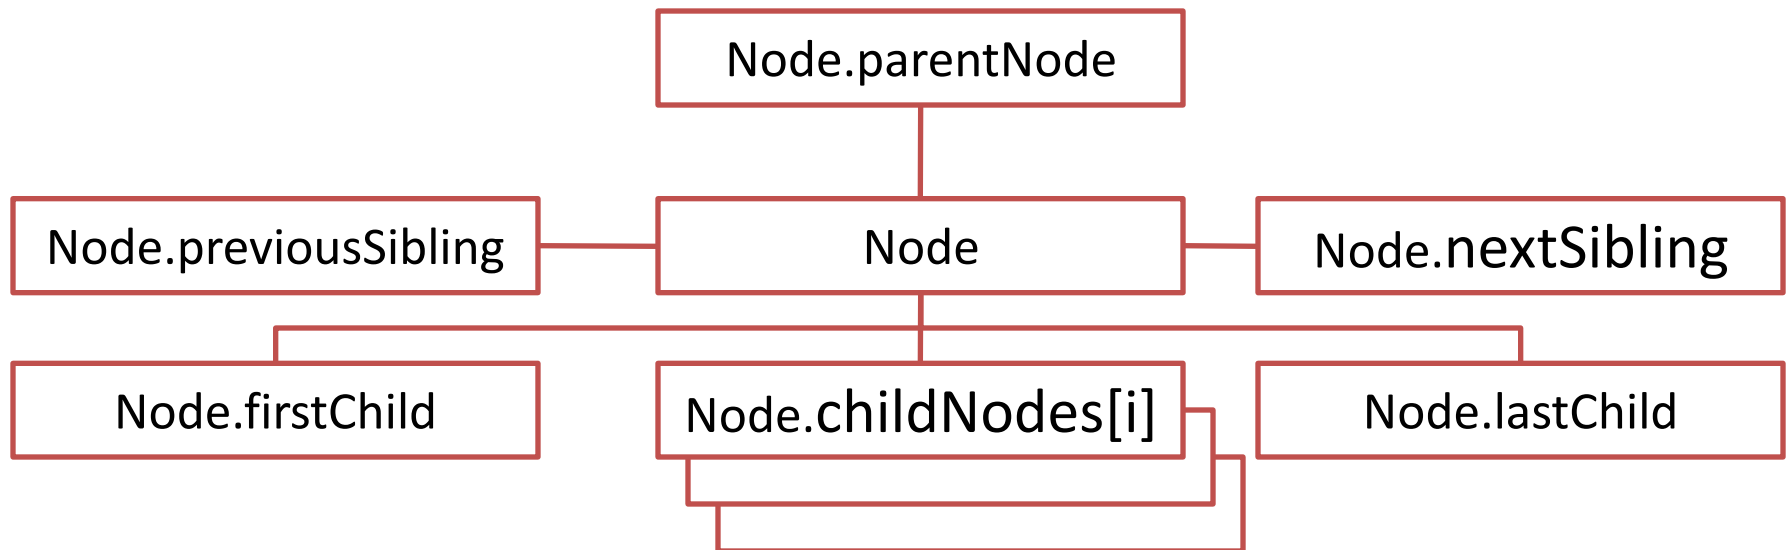 Node.parentNode
Node.previousSibling
Node
Node.nextSibling
Node.firstChild
Node.childNodes[i]
Node.lastChild